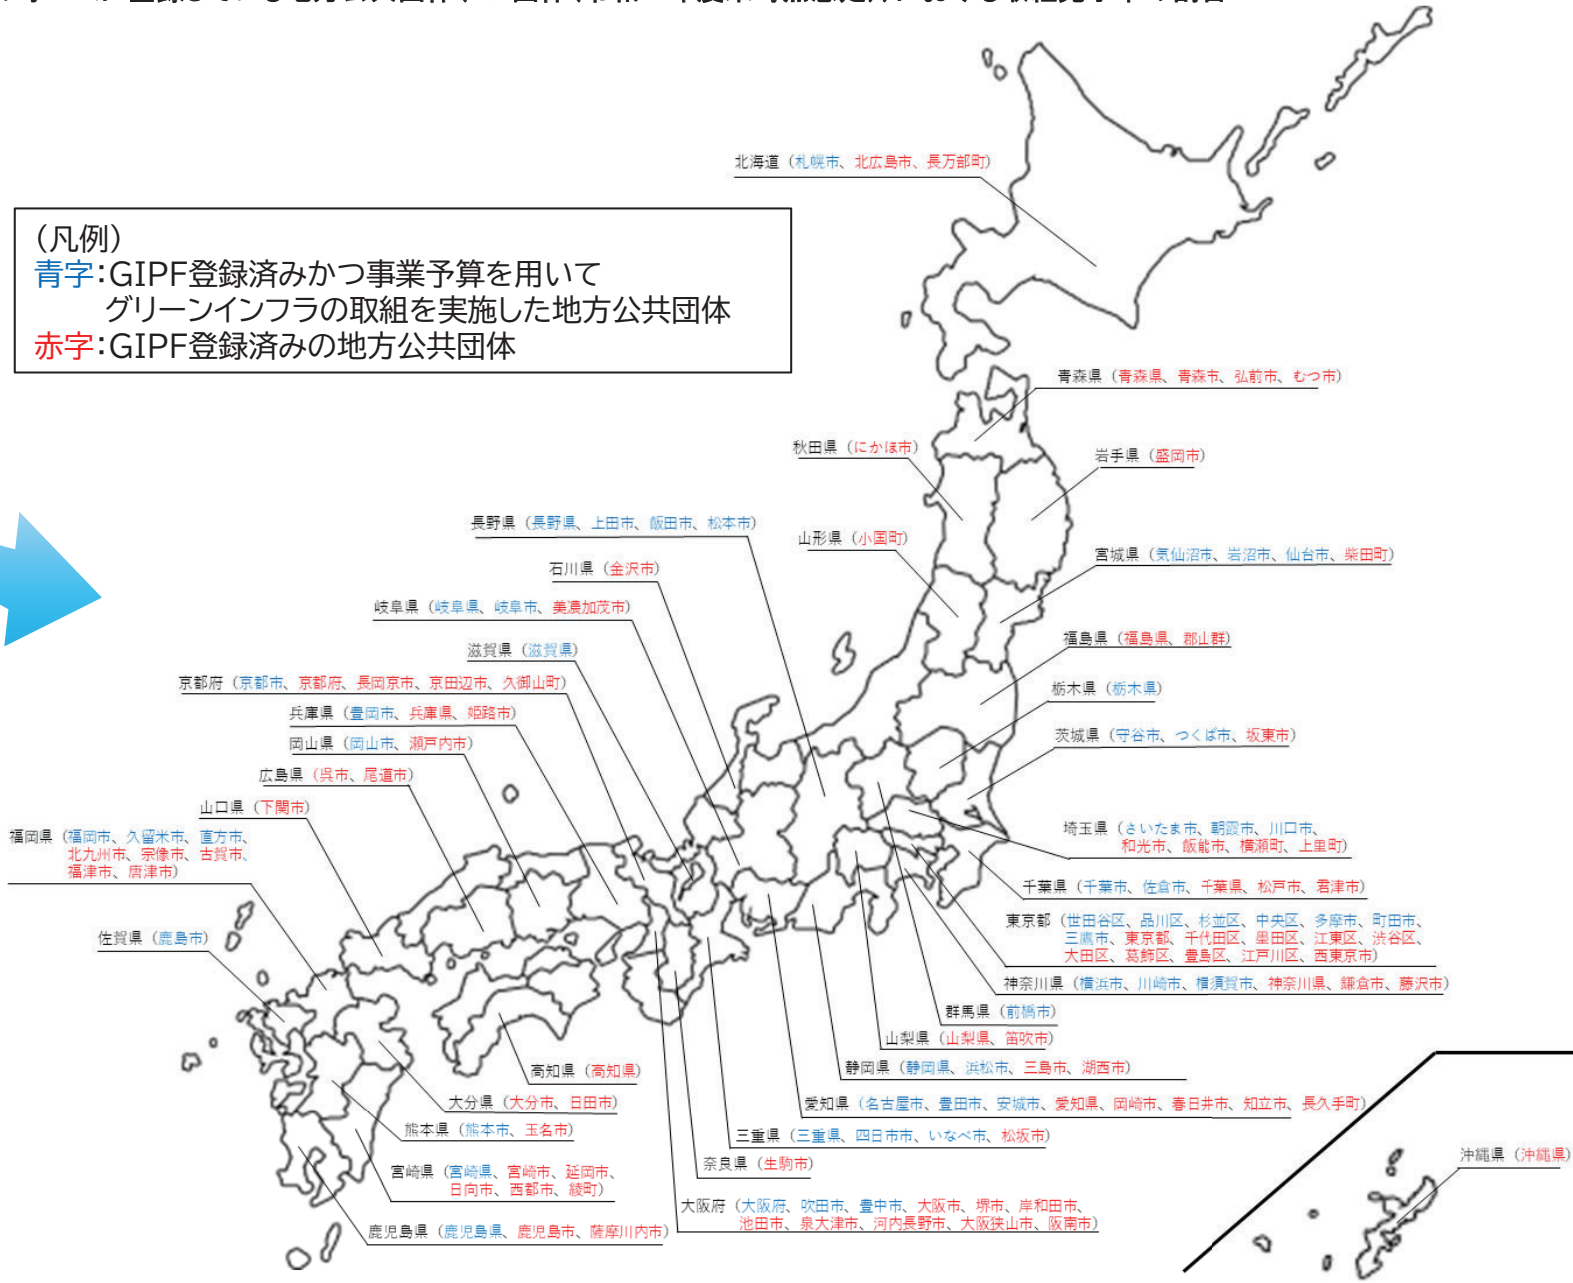 北海道（札幌市、北広島市、長万部町）
（凡例）
青字：GIPF登録済みかつ事業予算を用いて
グリーンインフラの取組を実施した地方公共団体
赤字：GIPF登録済みの地方公共団体
青森県（青森県、青森市、弘前市、むつ市）
秋田県（にかほ市）
岩手県（盛岡市）
長野県（長野県、上田市、飯田市、松本市）
山形県（小国町）
宮城県（気仙沼市、岩沼市、仙台市、柴田町）
石川県（金沢市）
岐阜県（岐阜県、岐阜市、美濃加茂市）
福島県（福島県、郡山群）
滋賀県（滋賀県）
京都府（京都市、京都府、長岡京市、京田辺市、久御山町）
栃木県（栃木県）
兵庫県（豊岡市、兵庫県、姫路市）
茨城県（守谷市、つくば市、坂東市）
岡山県（岡山市、瀬戸内市）
広島県（呉市、尾道市）
山口県（下関市）
福岡県（福岡市、久留米市、直方市、
北九州市、宗像市、古賀市、
福津市、唐津市）
埼玉県（さいたま市、朝霞市、川口市、
和光市、飯能市、横瀬町、上里町）
千葉県（千葉市、佐倉市、千葉県、松戸市、君津市）
東京都（世田谷区、品川区、杉並区、中央区、多摩市、町田市、
三鷹市、東京都、千代田区、墨田区、江東区、渋谷区、
大田区、葛飾区、豊島区、江戸川区、西東京市）
佐賀県（鹿島市）
神奈川県（横浜市、川崎市、横須賀市、神奈川県、鎌倉市、藤沢市）
群馬県（前橋市）
山梨県（山梨県、笛吹市）
静岡県（静岡県、浜松市、三島市、湖西市）
高知県（高知県）
愛知県（名古屋市、豊田市、安城市、愛知県、岡崎市、春日井市、知立市、長久手町）
大分県（大分市、日田市）
熊本県（熊本市、玉名市）
三重県（三重県、四日市市、いなべ市、松坂市）
奈良県（生駒市）
沖縄県（沖縄県）
宮崎県（宮崎県、宮崎市、延岡市、
日向市、西都市、綾町）
大阪府（大阪府、吹田市、豊中市、大阪市、堺市、岸和田市、
池田市、泉大津市、河内長野市、大阪狭山市、阪南市）
鹿児島県（鹿児島県、鹿児島市、薩摩川内市）